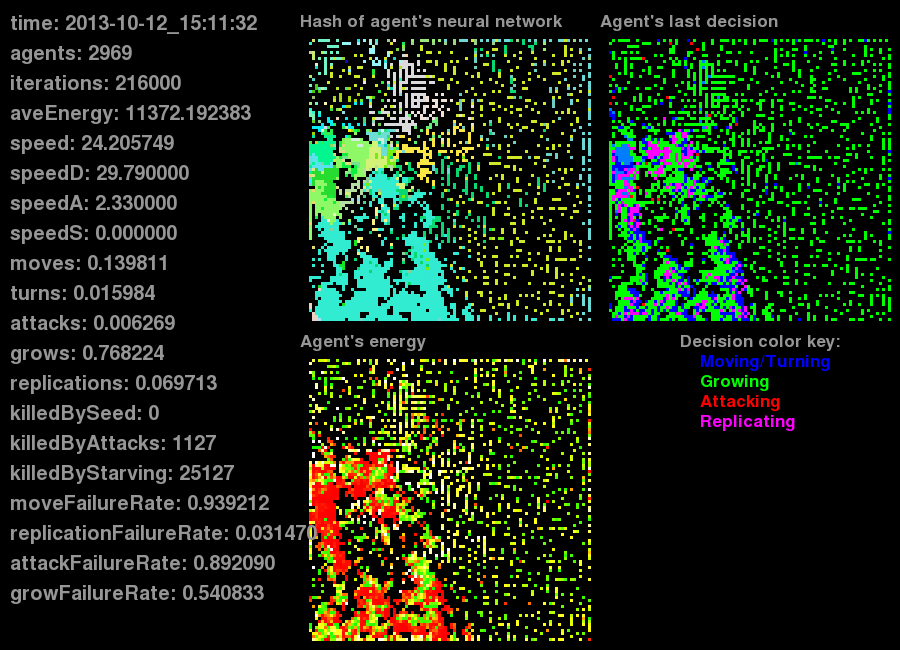 time: 2013-10-12_15:11:32
agents: 2969
iterations: 216000
aveEnergy: 11372.192383
speed: 24.205749
speedD: 29.790000
speedA: 2.330000
speedS: 0.000000
moves: 0.139811
turns: 0.015984
attacks: 0.006269
grows: 0.768224
replications: 0.069713
killedBySeed: 0
killedByAttacks: 1127
killedByStarving: 25127
moveFailureRate: 0.939212
replicationFailureRate: 0.031470
attackFailureRate: 0.892090
growFailureRate: 0.540833
Hash of agent's neural network
Agent's last decision
Agent's energy
Decision color key:
Moving/Turning
Growing
Attacking
Replicating